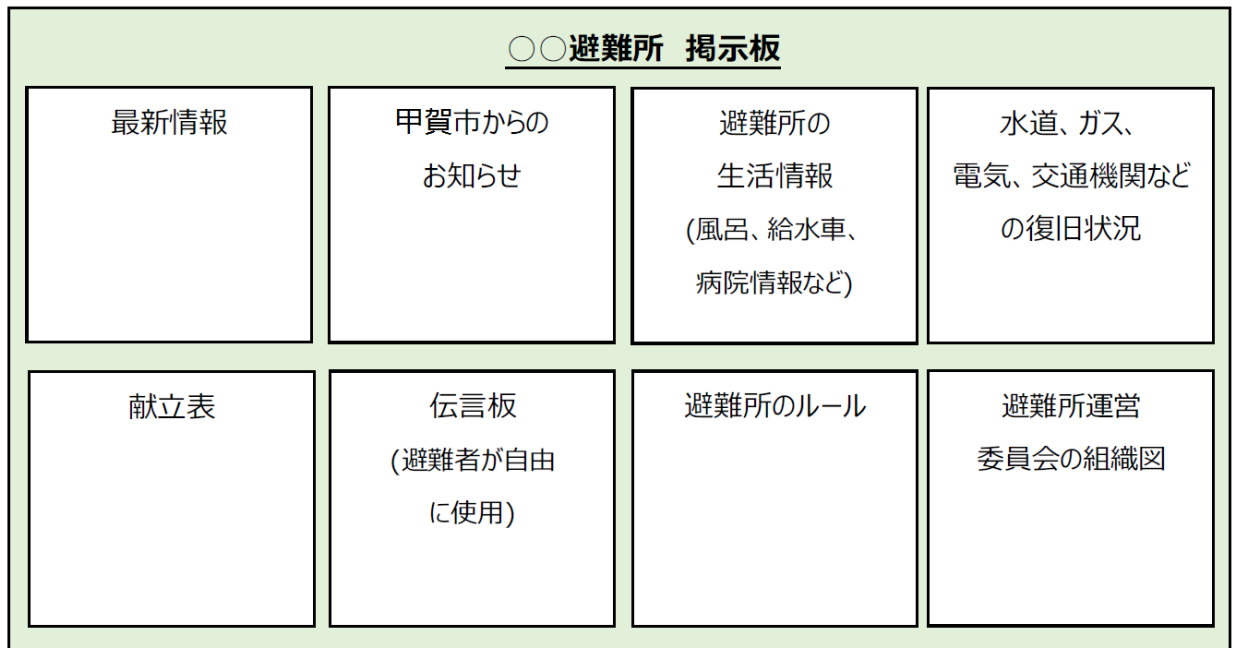 ○○避難所 掲示板
最新情報
甲賀市からの
お知らせ
避難所の
生活情報
(風呂、給水車、
病院情報など)
水道、ガス、
電気、交通機関など
の復旧状況
献立表
伝言板
(避難者が自由
に使用)
避難所のルール
避難所運営
委員会の組織図